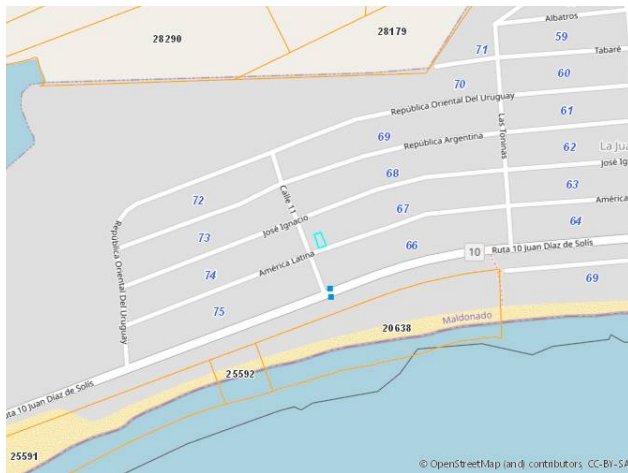 Albatros
59
28290
28179
71
Tabaré
60
70
República Oriental Del Uruguay
61
69
República Argentina
Las Toninas
62
La Jua
68
José Ig
72
Calle 11
63
67
América
73
José Ignacio
64
República Oriental Del Uruguay
66
Ruta 10 Juan Díaz de Solís
10
74
América Latina
69
75
Maldonado
20638
25592
Ruta 10 Juan Díaz de Solís
25591
© OpenStreetMap (and) contributors, CC-BY-SA